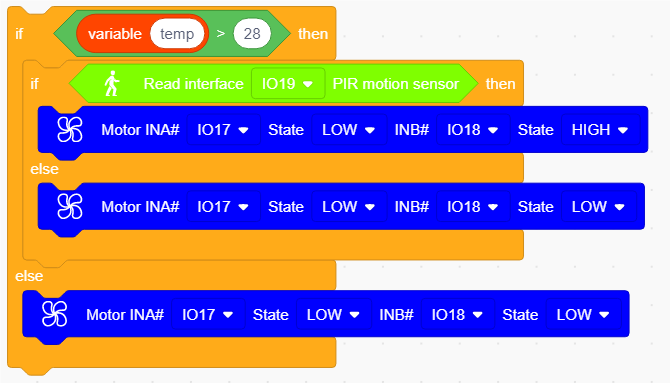 if variable temp > 28 then
if Read interface IO19 PIR motion sensor then
Motor INA# IO17 State LOW INB# IO18 State HIGH
else
Motor INA# IO17 State LOW INB# IO18 State LOW
else
Motor INA# IO17 State LOW INB# IO18 State LOW